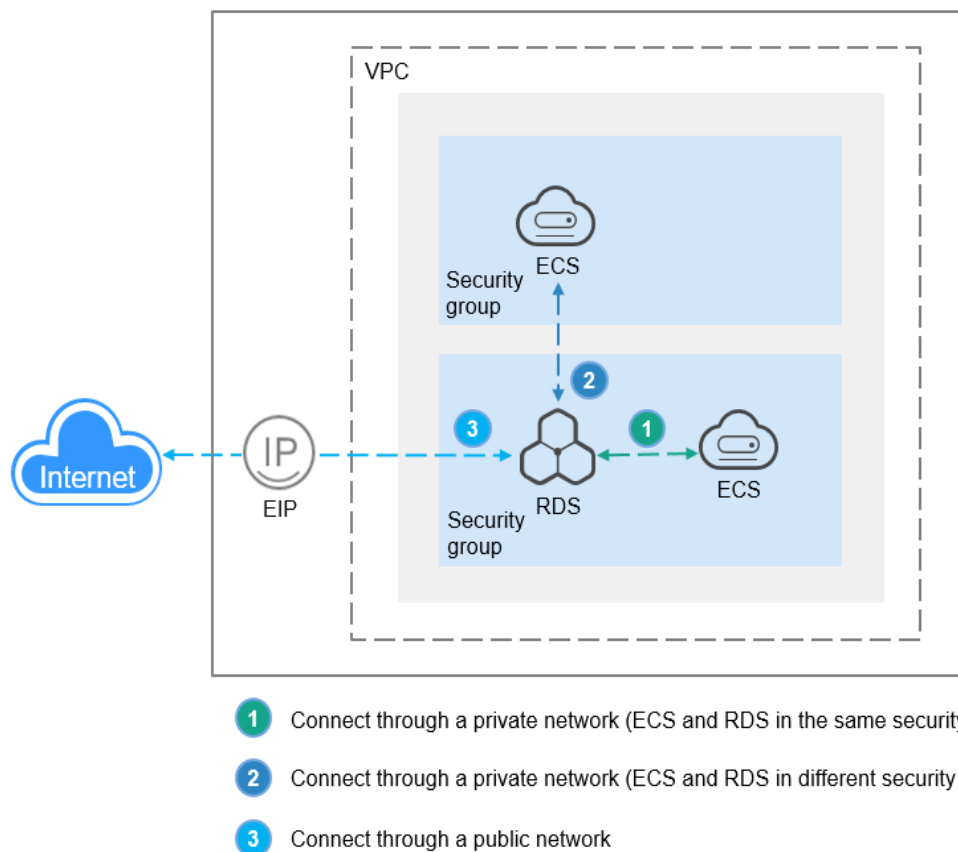 VPC
ECS
Security
group
2
3
1
Internet
IP
EIP
RDS
ECS
Security
group
1 Connect through a private network (ECS and RDS in the same security
2 Connect through a private network (ECS and RDS in different security
3 Connect through a public network